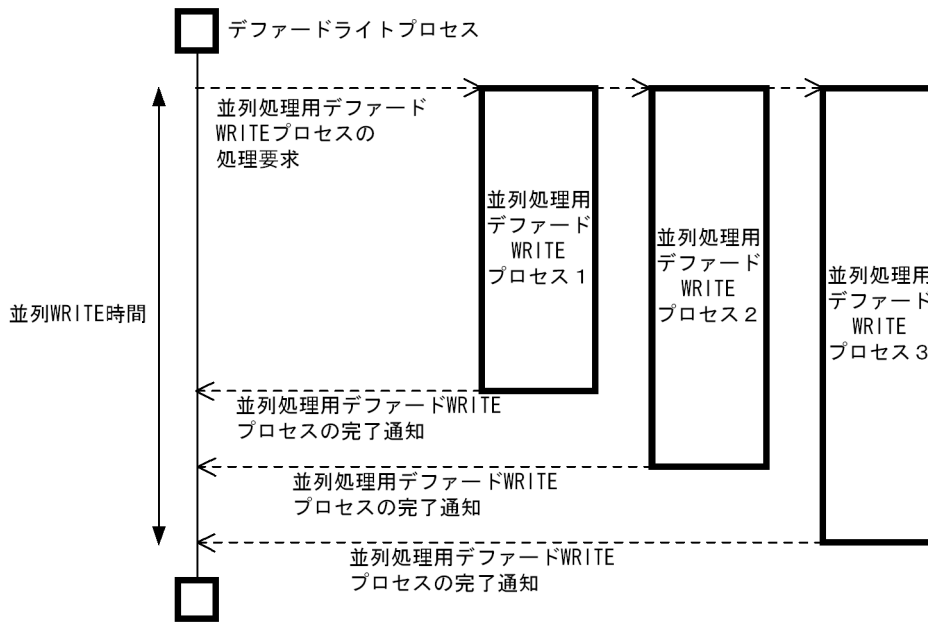 デファードライトプロセス
並列処理用デファード
WRITEプロセスの
処理要求
並列処理用
デファード
WRITE
プロセス１
並列処理用
デファード
WRITE
プロセス２
並列処理用
デファード
WRITE
プロセス３
並列WRITE時間
並列処理用デファードWRITE
プロセスの完了通知
並列処理用デファードWRITE
プロセスの完了通知
並列処理用デファードWRITE
プロセスの完了通知